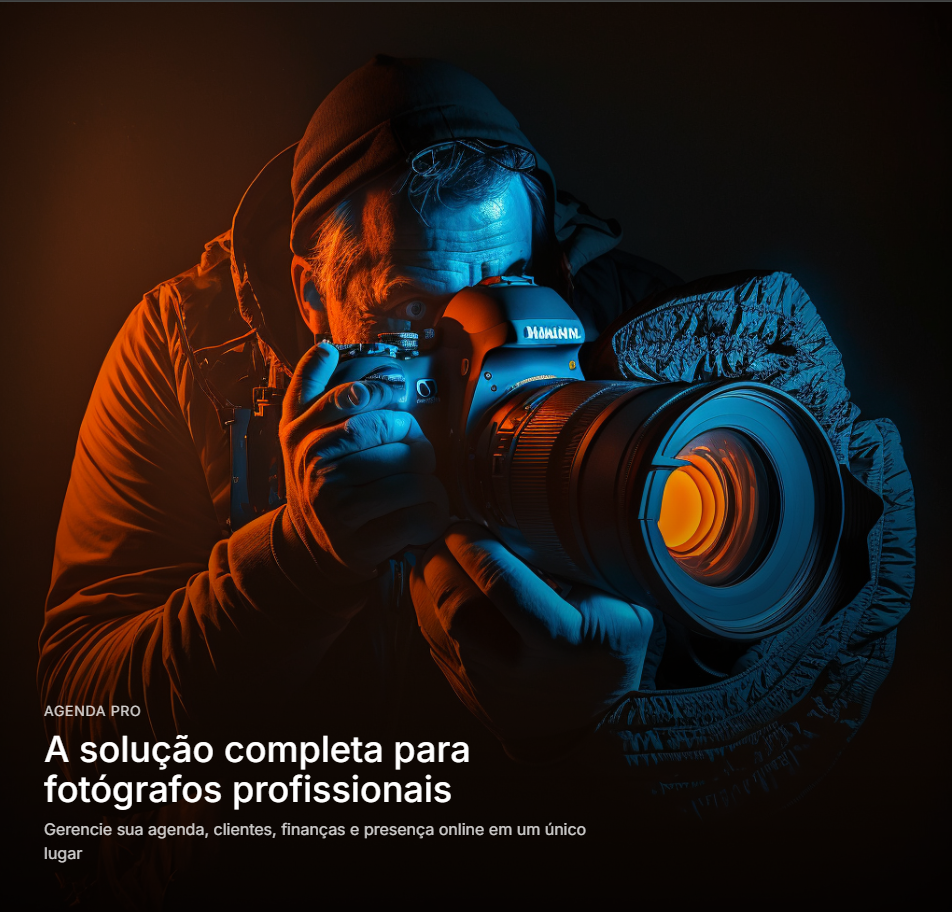 AGENDA PRO
A solução completa para
fotógrafos profissionais
Gerencie sua agenda, clientes, finanças e presença online em um único
lugar